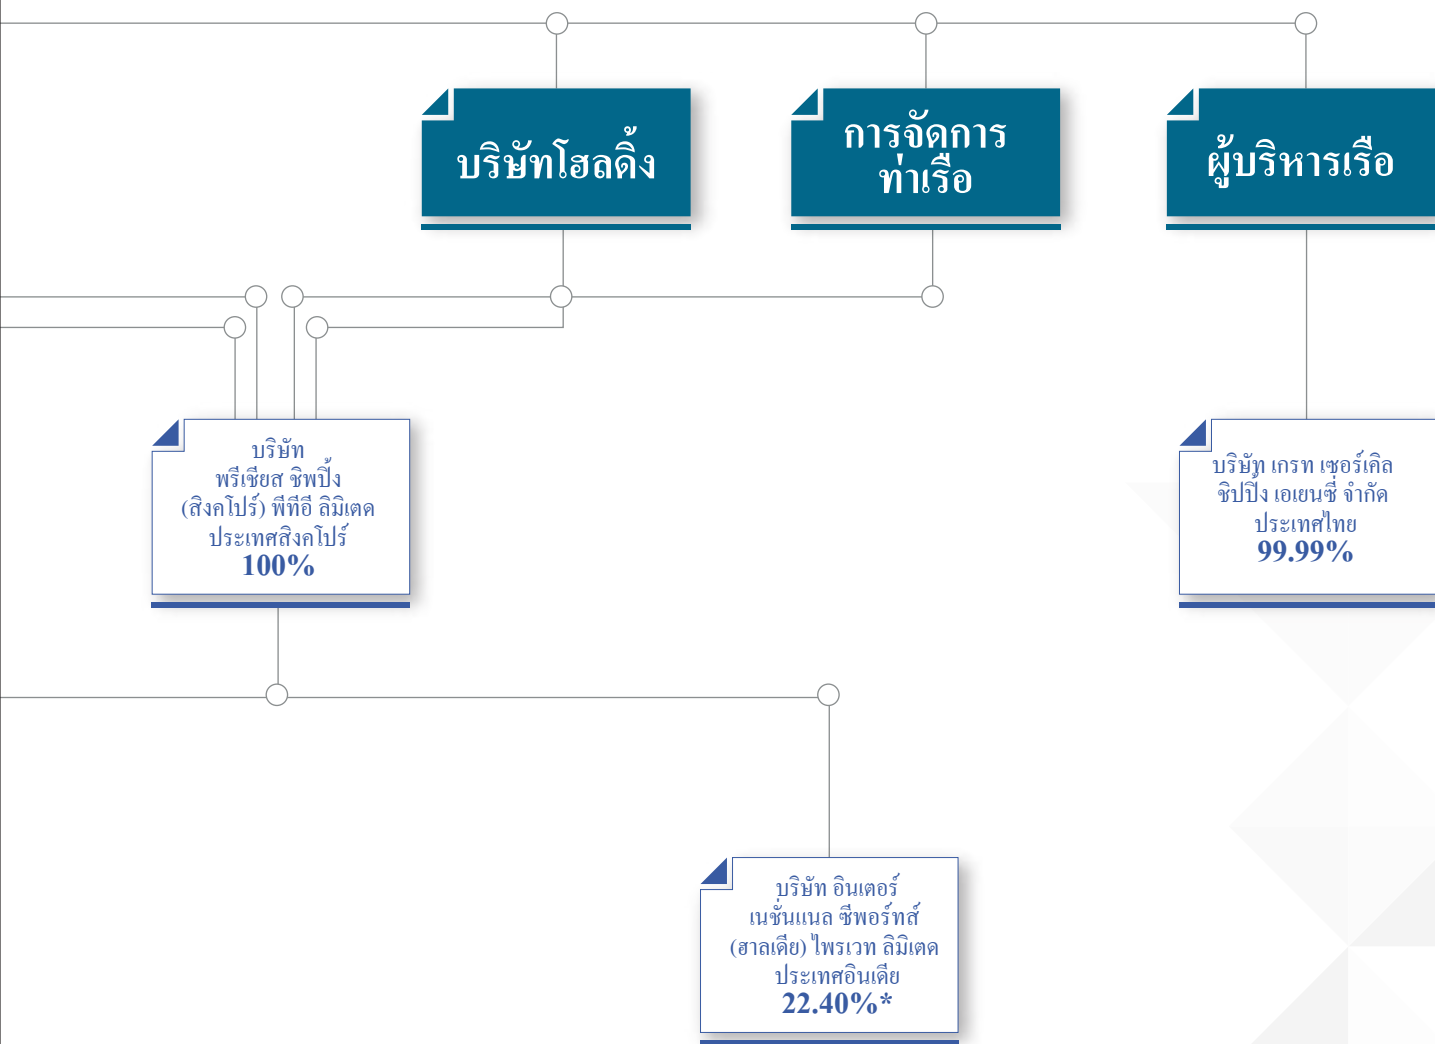 บริษัทโฮลดิ้ง
การจัดการ
ท่าเรือ
ผู้บริหารเรือ
บริษัท
พรีเชียส ชิพปิ้ง
(สิงคโปร์) พีทีอี ลิมิเตด
ประเทศสิงคโปร์
100%
บริษัท เกรท เซอร์เคิล
ชิปปิ้ง เอเยนซี่ จำกัด
ประเทศไทย
99.99%
บริษัท อินเตอร์
เนชั่นแนล ซีพอร์ทส์
(ฮาลเดีย) ไพรเวท ลิมิเตด
ประเทศอินเดีย
22.40%*